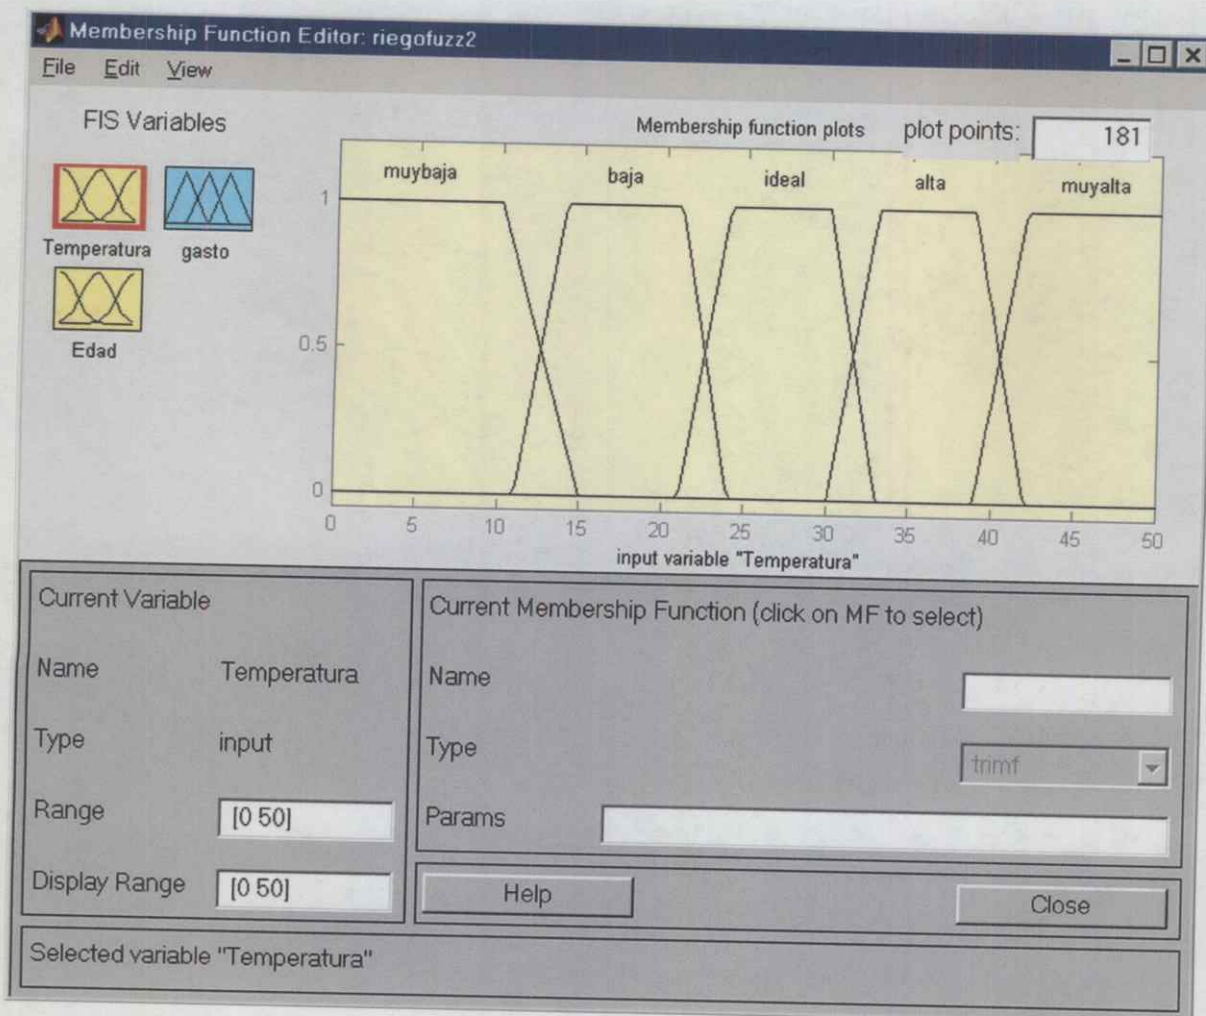 Membership Function Editor: riegofuzz2
File Edit View
FIS Variables
Membership function plots
plot points: 181
Temperatura
gasto
Edad
muybaja
baja
ideal
alta
muyalta
1
0.5
0
0 5 10 15 20 25 30 35 40 45 50
input variable "Temperatura"
Current Variable
Name Temperatura
Type input
Range [0 50]
Display Range [0 50]
Current Membership Function (click on MF to select)
Name
Type trimf
Params
Help
Close
Selected variable "Temperatura"